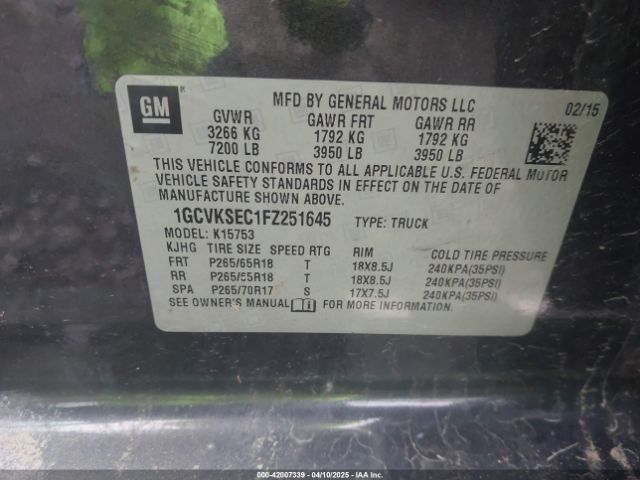 GM
MFD BY GENERAL MOTORS LLC
02/15
GVWR GAWR FRT GAWR RR
3266 KG 1792 KG 1792 KG
7200 LB 3950 LB 3950 LB
THIS VEHICLE CONFORMS TO ALL APPLICABLE U.S. FEDERAL MOTOR
VEHICLE SAFETY STANDARDS IN EFFECT ON THE DATE OF
MANUFACTURE SHOWN ABOVE.
1GCVKSEC1FZ251645 TYPE: TRUCK
MODEL: K15753
KJHG TIRE SIZE SPEED RTG RIM COLD TIRE PRESSURE
FRT P265/65R18 T 18X8.5J 240KPA(35PSI)
RR P265/65R18 T 18X8.5J 240KPA(35PSI)
SPA P265/70R17 S 17X7.5J 240KPA(35PSI)
SEE OWNER'S MANUAL FOR MORE INFORMATION.
000-42007339 - 04/10/2025 - IAAI.COM